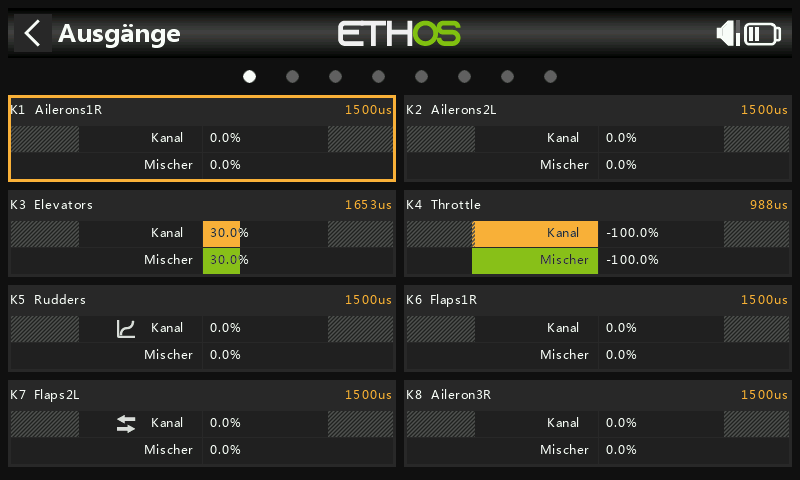 Ausgänge ETHOS
K1 Ailerons1R 1500us
Kanal 0.0%
Mischer 0.0%
K2 Ailerons2L 1500us
Kanal 0.0%
Mischer 0.0%
K3 Elevators 1653us
Kanal 30.0%
Mischer 30.0%
K4 Throttle 988us
Kanal -100.0%
Mischer -100.0%
K5 Rudders 1500us
Kanal 0.0%
Mischer 0.0%
K6 Flaps1R 1500us
Kanal 0.0%
Mischer 0.0%
K7 Flaps2L 1500us
Kanal 0.0%
Mischer 0.0%
K8 Aileron3R 1500us
Kanal 0.0%
Mischer 0.0%